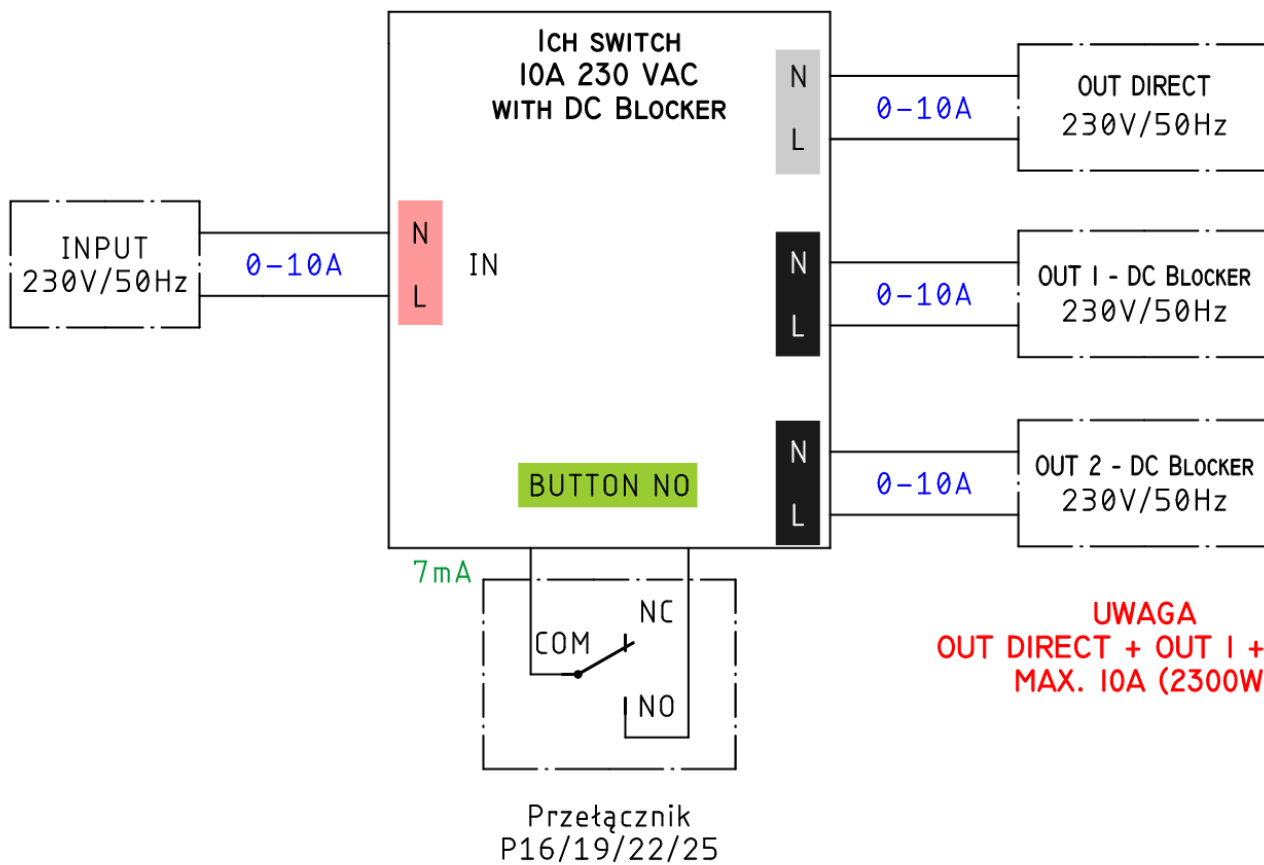 ICH SWITCH
10A 230 VAC
WITH DC BLOCKER
N
L
0-10A
OUT DIRECT
230V/50Hz
INPUT
230V/50Hz
0-10A
N
L
IN
N
L
0-10A
OUT 1 - DC BLOCKER
230V/50Hz
N
L
0-10A
OUT 2 - DC BLOCKER
230V/50Hz
BUTTON NO
7mA
NC
COM
NO
UWAGA
OUT DIRECT + OUT 1 +
MAX. 10A (2300W
Przełącznik
P16/19/22/25